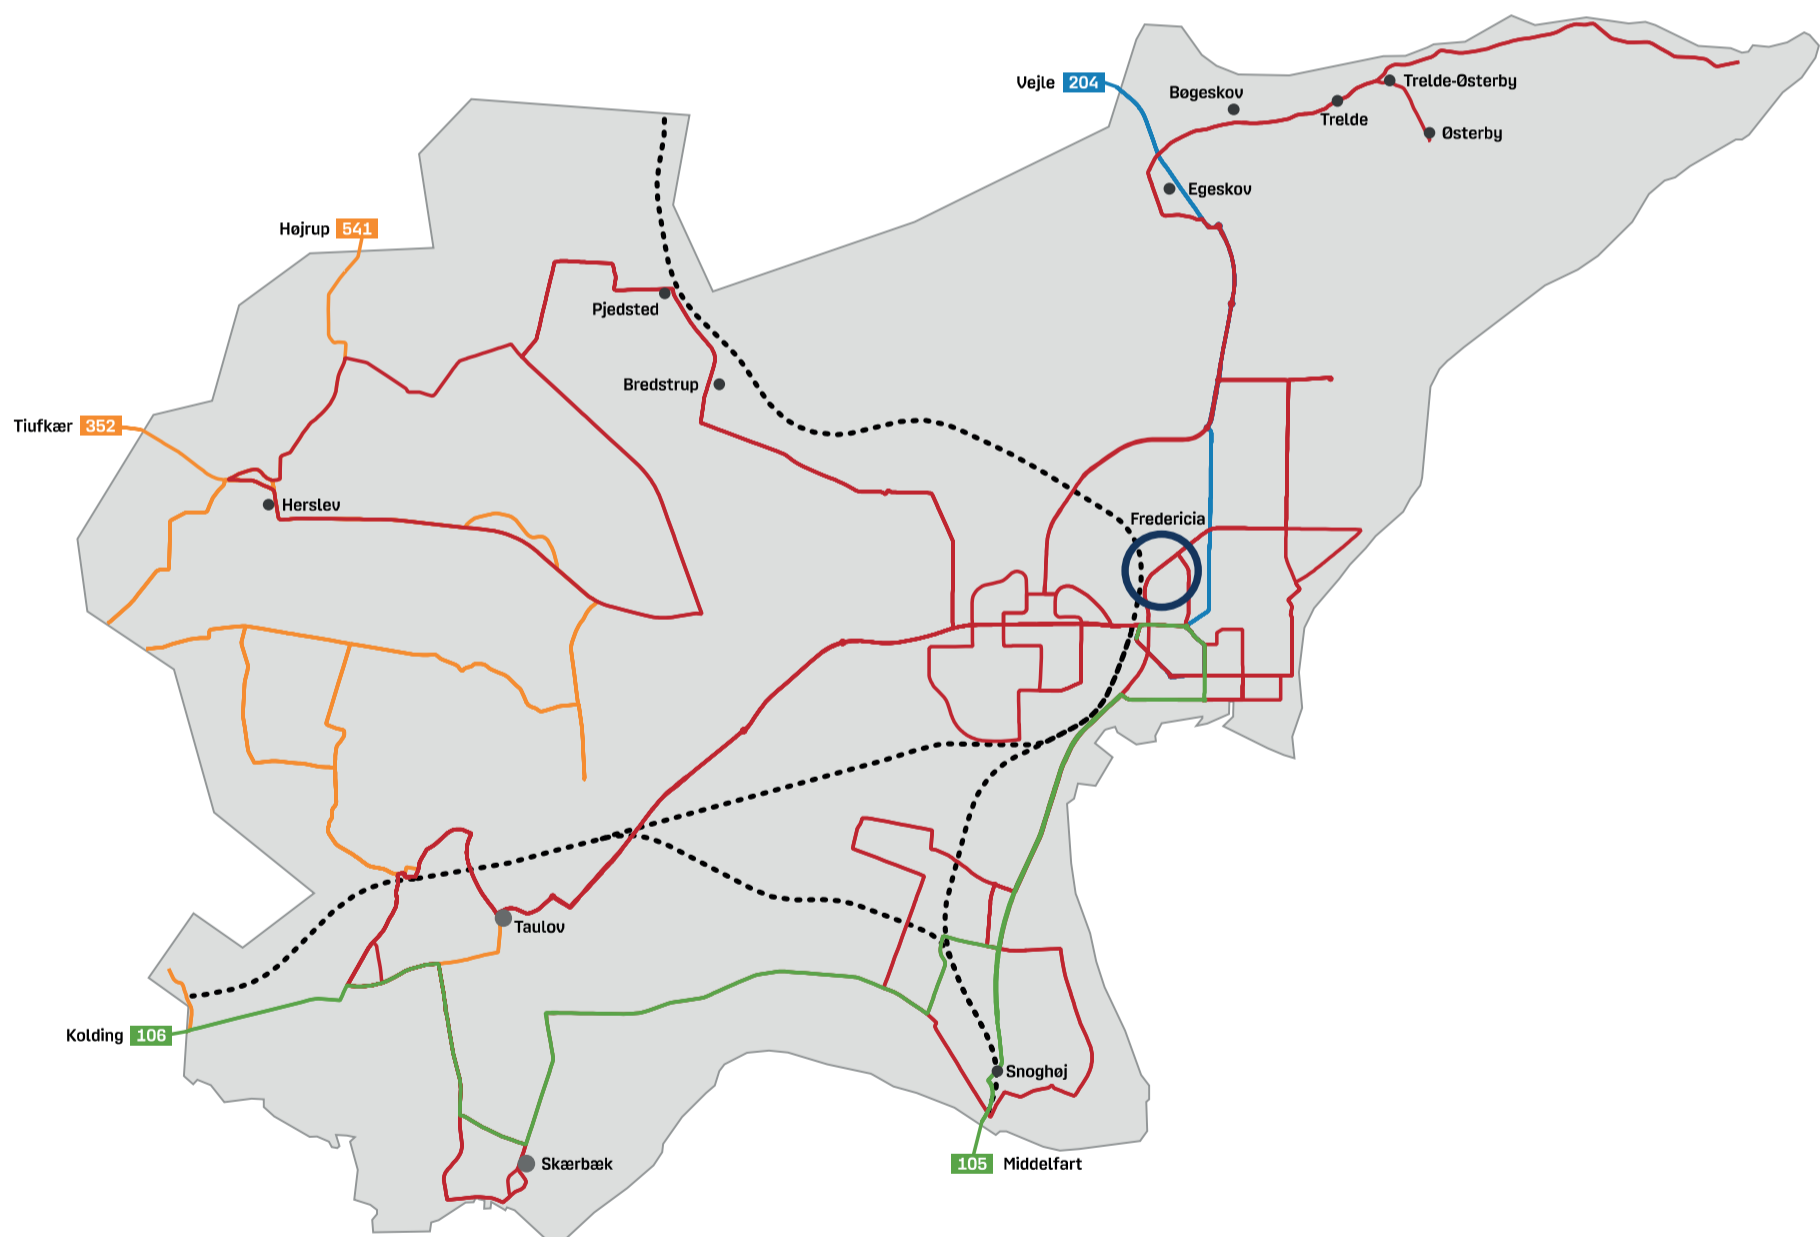 Vejle 204
Bøgeskov
Trelde-Østerby
Trelde
Østerby
Egeskov
Højrup 541
Pjedsted
Bredstrup
Tiufkær 352
Herslev
Fredericia
Taulov
Kolding 106
Snoghøj
Skærbæk
105 Middelfart